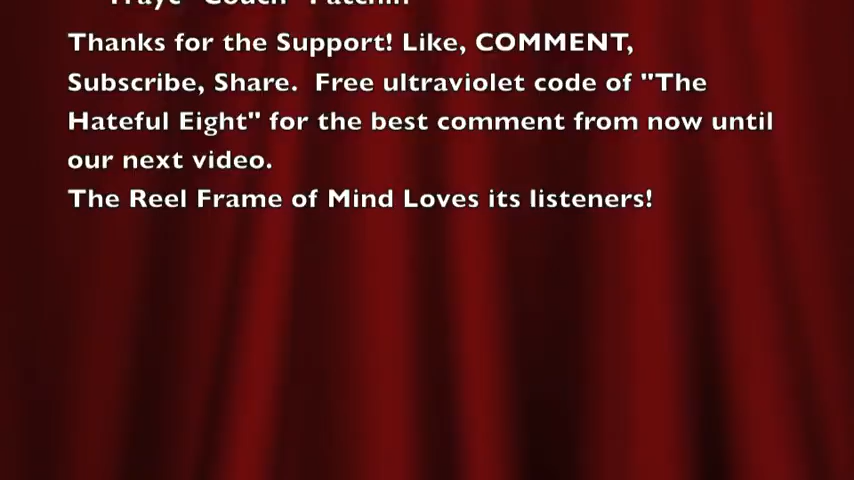 Thanks for the Support! Like, COMMENT,
Subscribe, Share.  Free ultraviolet code of "The
Hateful Eight" for the best comment from now until
our next video.
The Reel Frame of Mind Loves its listeners!